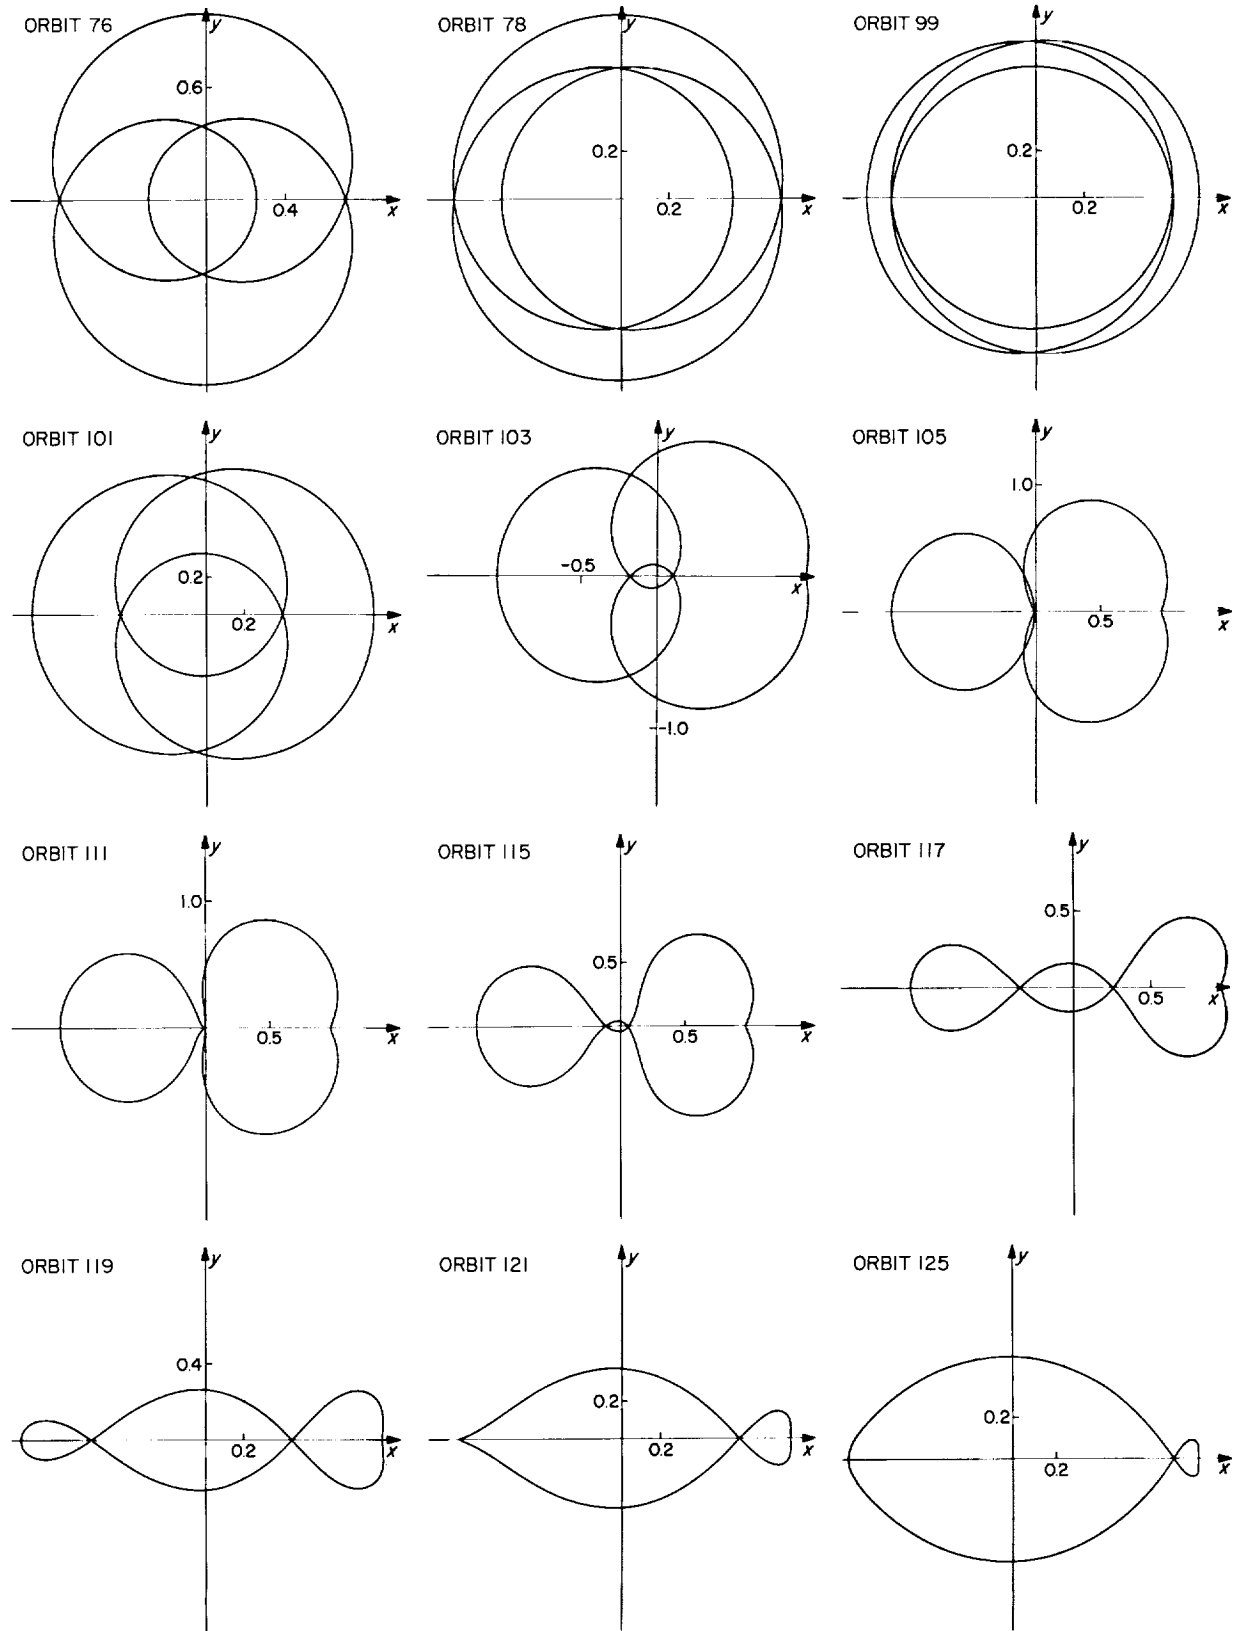 ORBIT 76
y
0.6
0.4
x
ORBIT 78
y
0.2
0.2
x
ORBIT 99
y
0.2
0.2
x
ORBIT 101
y
0.2
0.2
x
ORBIT 103
y
-0.5
x
-1.0
ORBIT 105
y
1.0
0.5
x
ORBIT 111
y
1.0
0.5
x
ORBIT 115
y
0.5
0.5
x
ORBIT 117
y
0.5
0.5
x
ORBIT 119
y
0.4
0.2
x
ORBIT 121
y
0.2
0.2
x
ORBIT 125
y
0.2
0.2
x